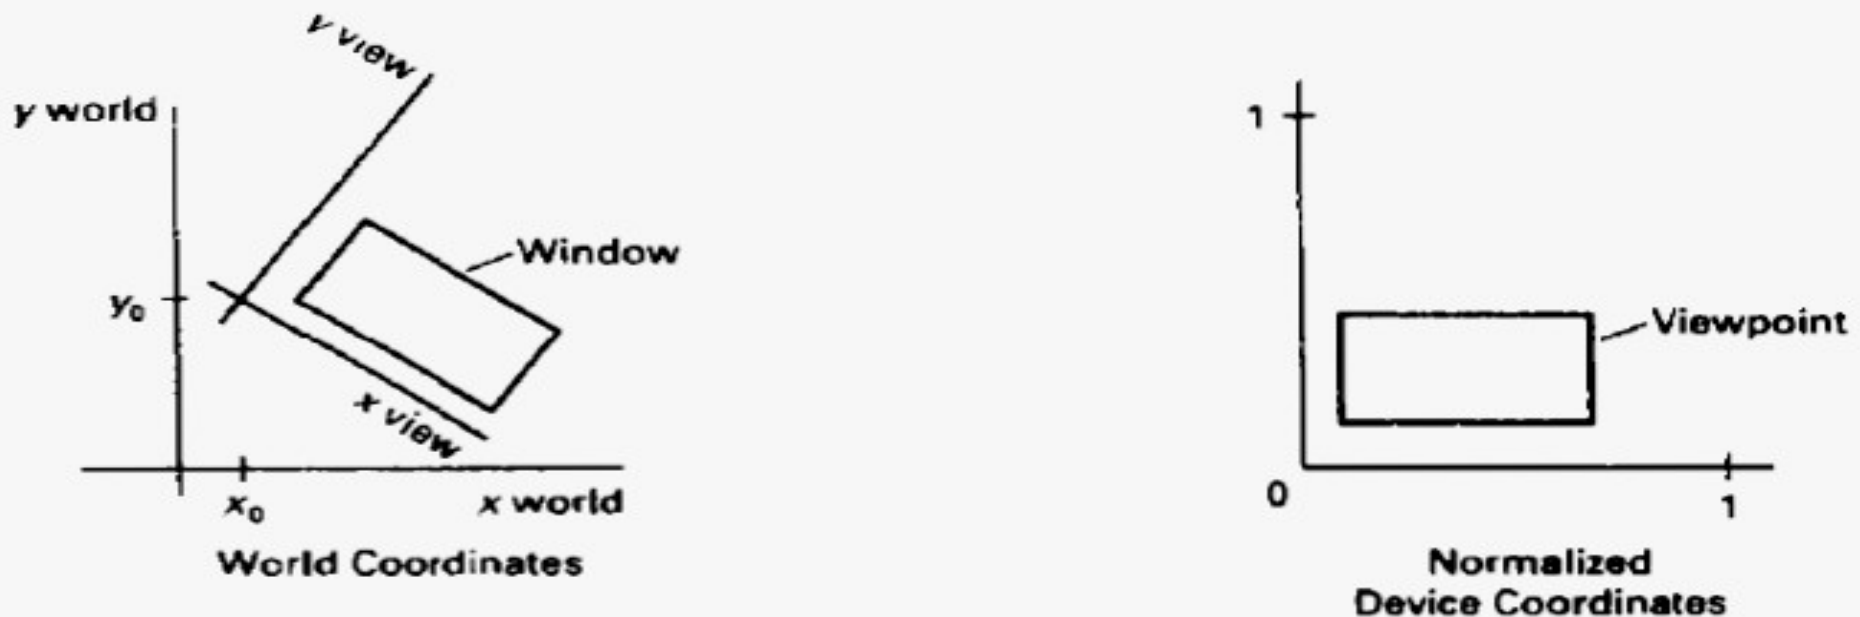 y view
y world
Window
y₀
x view
x₀
x world
World Coordinates
1
Viewpoint
0
1
Normalized
Device Coordinates